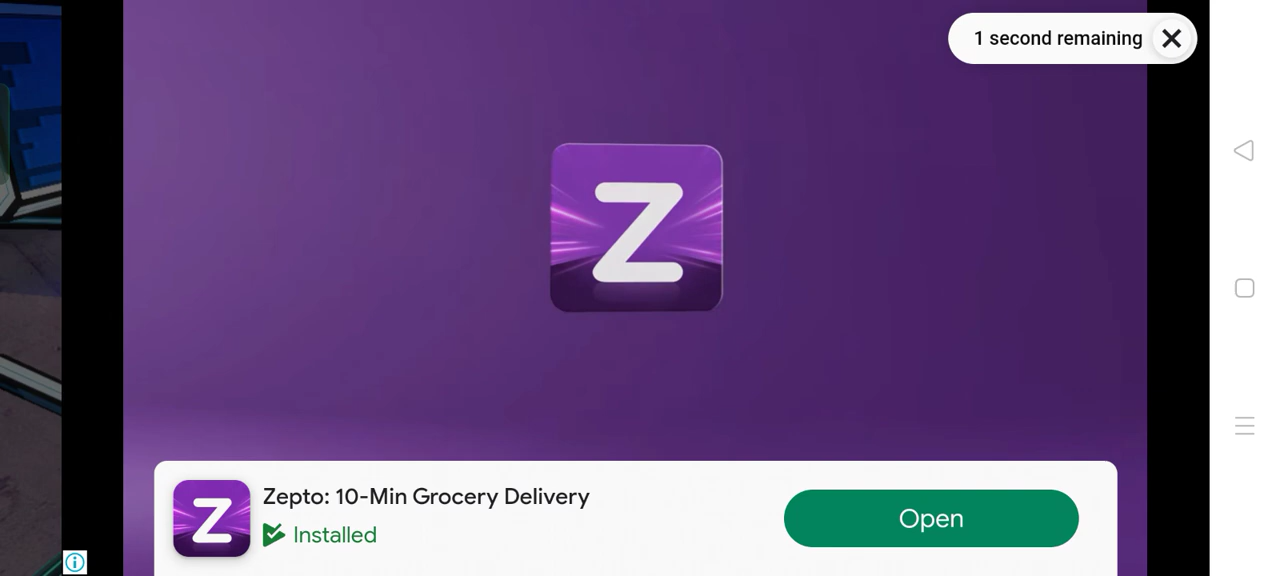 1 second remaining
Z
Z
Zepto: 10-Min Grocery Delivery
Installed
Open